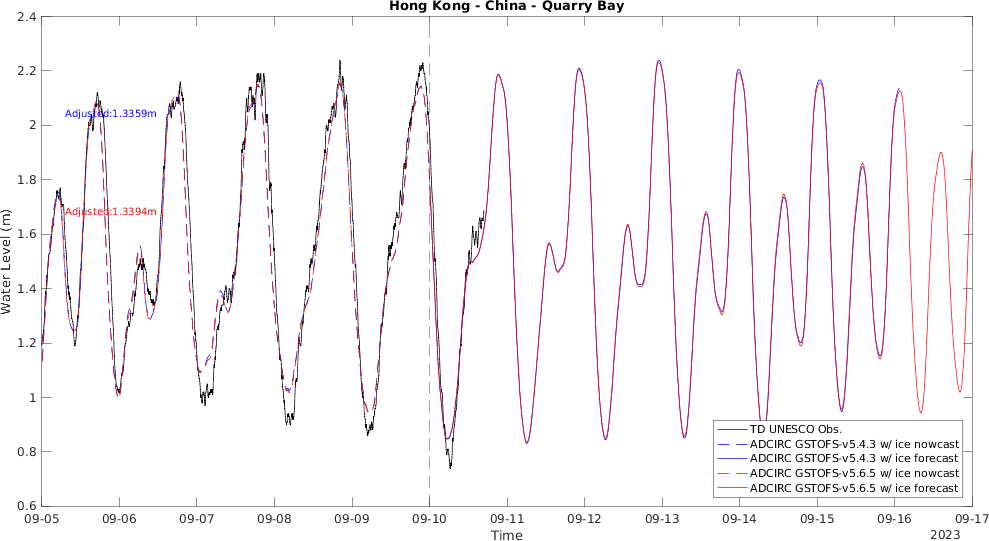 Hong Kong - China - Quarry Bay
Water Level (m)
2.4
2.2
2
1.8
1.6
1.4
1.2
1
0.8
0.6
Adjusted:1.3359m
Adjusted:1.3394m
TD UNESCO Obs.
ADCIRC GSTOFS-v5.4.3 w/ ice nowcast
ADCIRC GSTOFS-v5.4.3 w/ ice forecast
ADCIRC GSTOFS-v5.6.5 w/ ice nowcast
ADCIRC GSTOFS-v5.6.5 w/ ice forecast
09-05 09-06 09-07 09-08 09-09 09-10 09-11 09-12 09-13 09-14 09-15 09-16 09-17
Time
2023